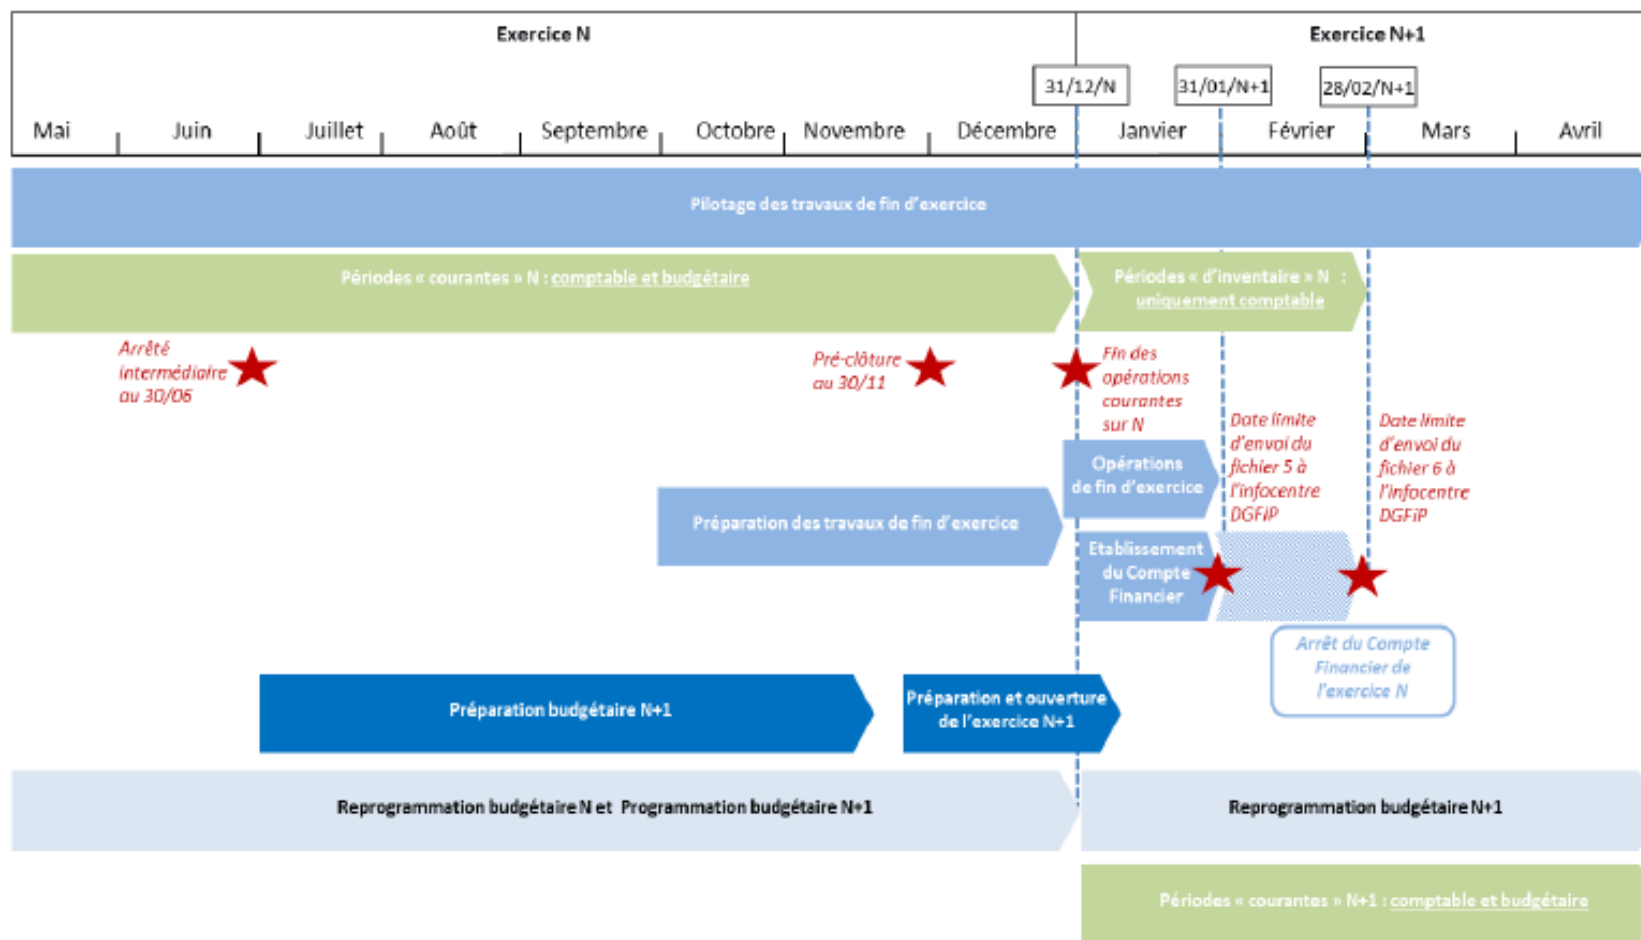 Exercice N
Exercice N+1
31/12/N
31/01/N+1
28/02/N+1
Mai
Juin
Juillet
Août
Septembre
Octobre
Novembre
Décembre
Janvier
Février
Mars
Avril
Pilotage des travaux de fin d'exercice
Périodes « courantes » N : comptable et budgétaire
Périodes « d'inventaire » N :
uniquement comptable
Arrêté
intermédiaire
au 30/06
Pré-clôture
au 30/11
Fin des
opérations
courantes
sur N
Date limite
d'envoi du
fichier 5 à
l'infocentre
DGFiP
Date limite
d'envoi du
fichier 6 à
l'infocentre
DGFiP
Opérations
de fin d'exercice
Préparation des travaux de fin d'exercice
Etablissement
du Compte
Financier
Arrêt du Compte
Financier de
l'exercice N
Préparation budgétaire N+1
Préparation et ouverture
de l'exercice N+1
Reprogrammation budgétaire N et Programmation budgétaire N+1
Reprogrammation budgétaire N+1
Périodes « courantes » N+1 : comptable et budgétaire